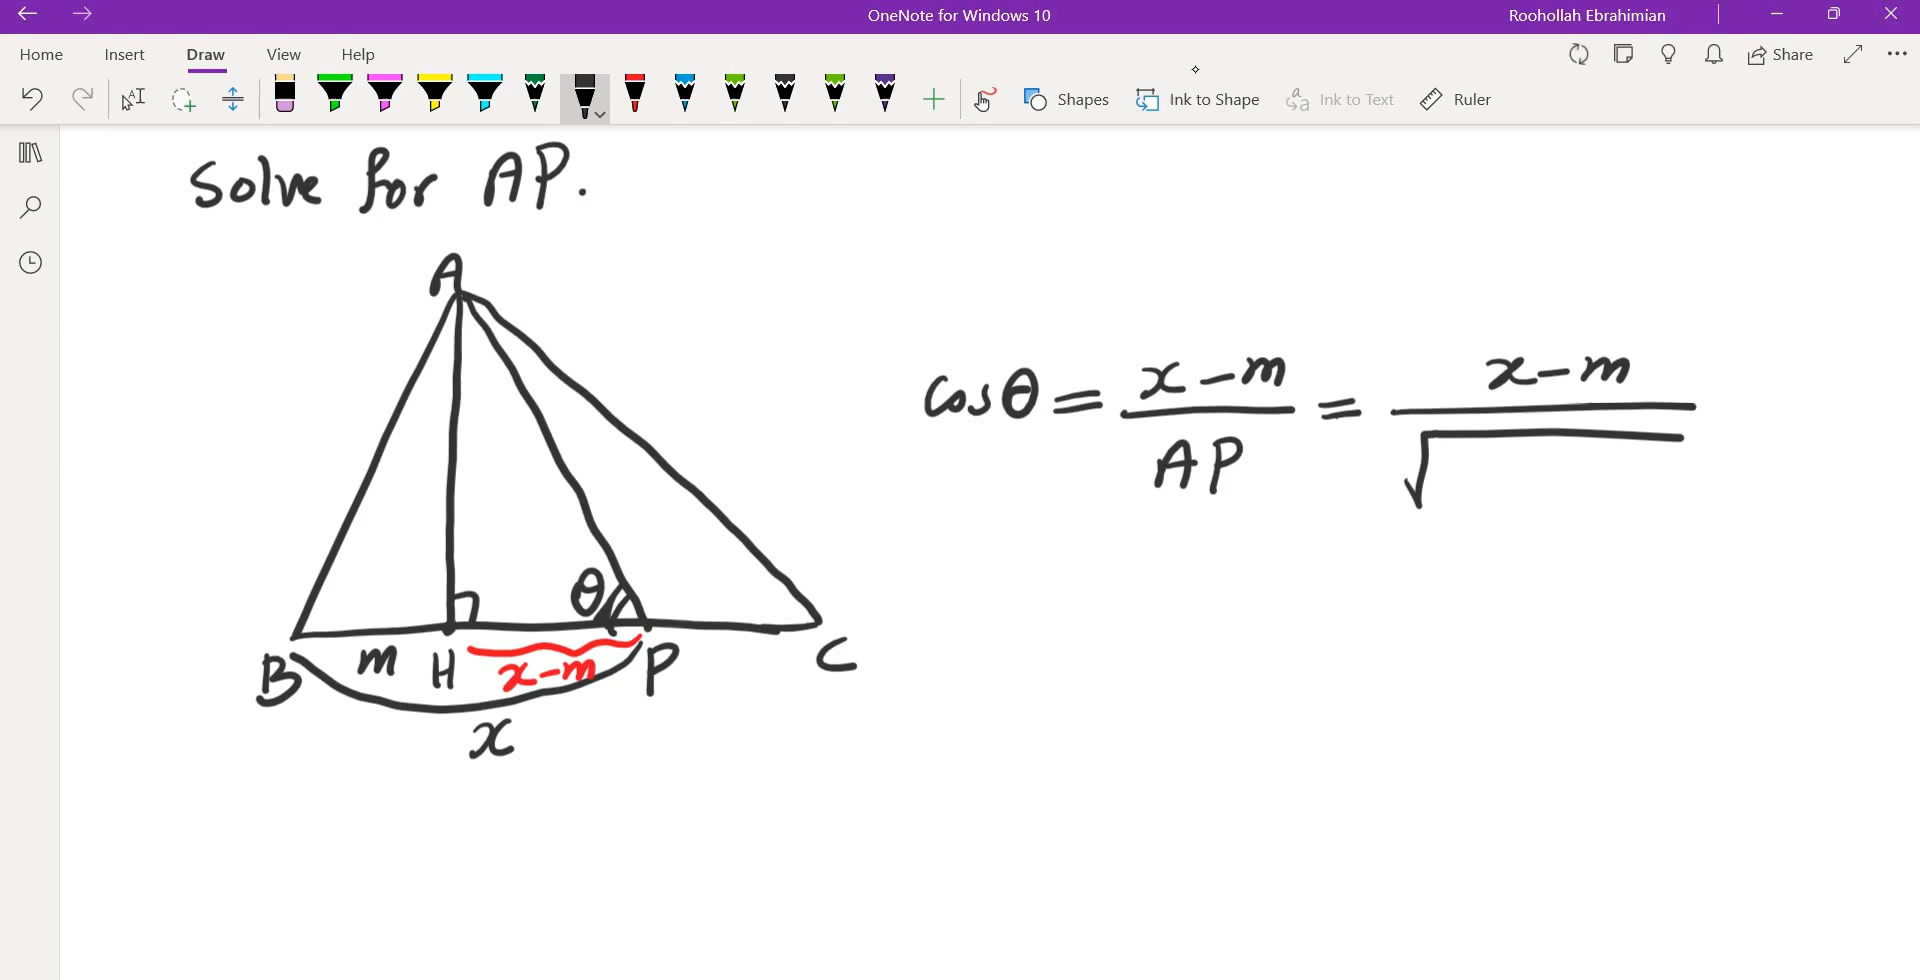 OneNote for Windows 10
Roohollah Ebrahimian
Home Insert Draw View Help
Share
Shapes Ink to Shape Ink to Text Ruler
Solve for AP.
A
cosθ = (x-m)/AP = (x-m)/√
θ
B m H x-m P C
x